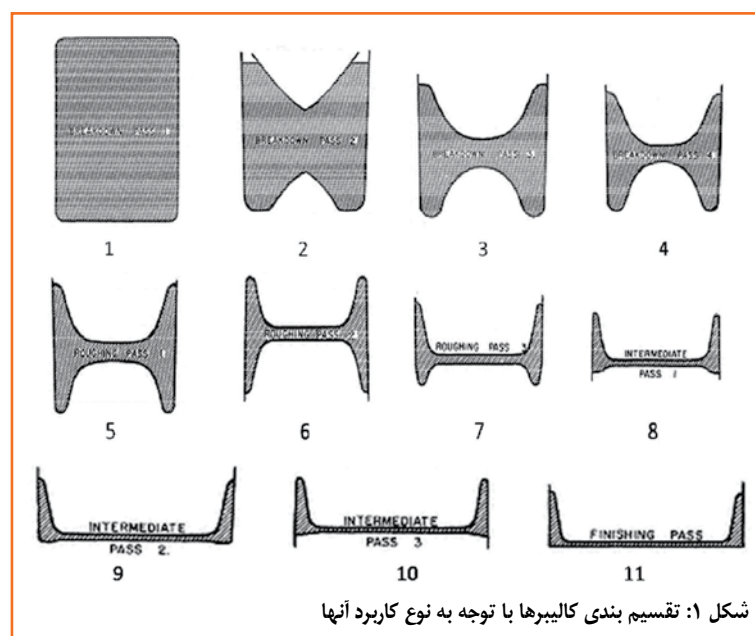 BREAKDOWN PASS 1
BREAKDOWN PASS 2
BREAKDOWN PASS 3
BREAKDOWN PASS 4
1
2
3
4
ROUGHING PASS 1
ROUGHING PASS 2
ROUGHING PASS 3
INTERMEDIATE
PASS 1
5
6
7
8
INTERMEDIATE
PASS 2.
INTERMEDIATE
PASS 3
FINISHING PASS
9
10
11
شکل ۱: تقسیم بندی کالیبرها با توجه به نوع کاربرد آنها